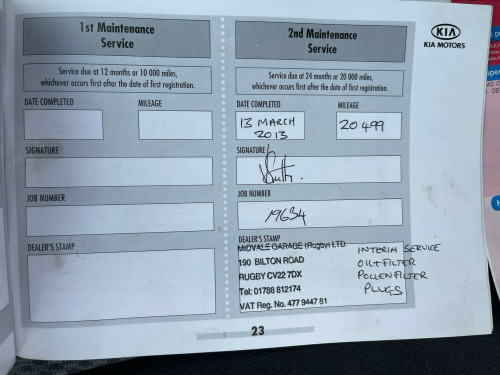 1st Maintenance
Service
Service due at 12 months or 10 000 miles,
whichever occurs first after the date of first registration.
DATE COMPLETED
MILEAGE
SIGNATURE
JOB NUMBER
DEALER'S STAMP
2nd Maintenance
Service
Service due at 24 months or 20 000 miles,
whichever occurs first after the date of first registration.
DATE COMPLETED
MILEAGE
13 MARCH
2013
20499
SIGNATURE
JOB NUMBER
19634
DEALER'S STAMP
MIDVALE GARAGE (Rugby) LTD.
190 BILTON ROAD
RUGBY CV22 7DX
Tel: 01788 812174
VAT Reg. No. 477 9447 81
INTERIM SERVICE
OIL+FILTER
POLLENFILTER
PLUGS
23
KIA
KIA MOTORS